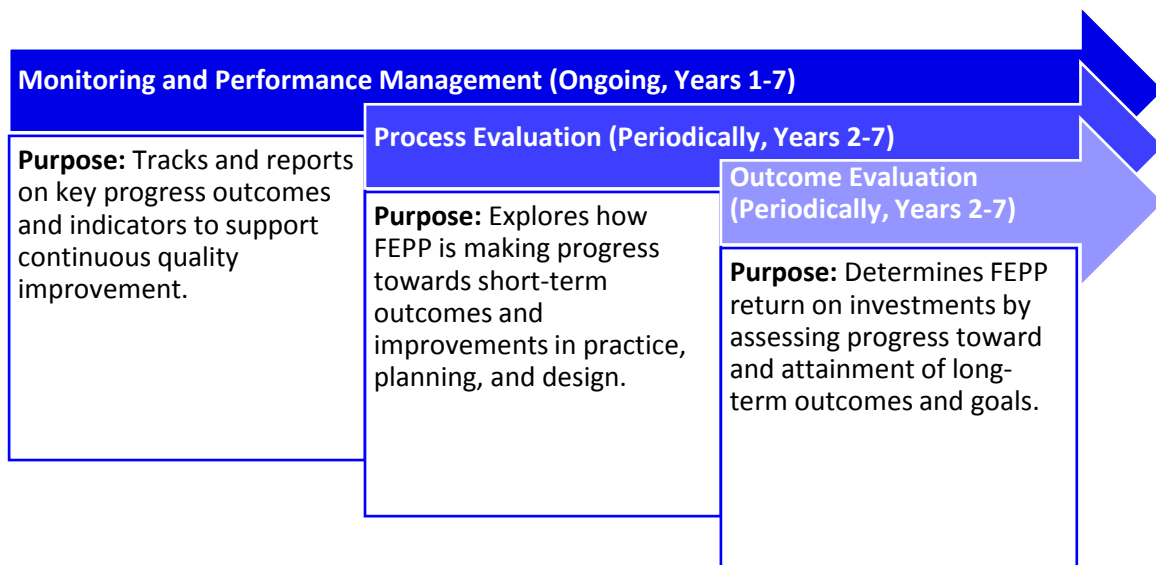 Monitoring and Performance Management (Ongoing, Years 1-7)
Purpose: Tracks and reports
on key progress outcomes
and indicators to support
continuous quality
improvement.
Process Evaluation (Periodically, Years 2-7)
Purpose: Explores how
FEPP is making progress
towards short-term
outcomes and
improvements in practice,
planning, and design.
Outcome Evaluation
(Periodically, Years 2-7)
Purpose: Determines FEPP
return on investments by
assessing progress toward
and attainment of long-
term outcomes and goals.